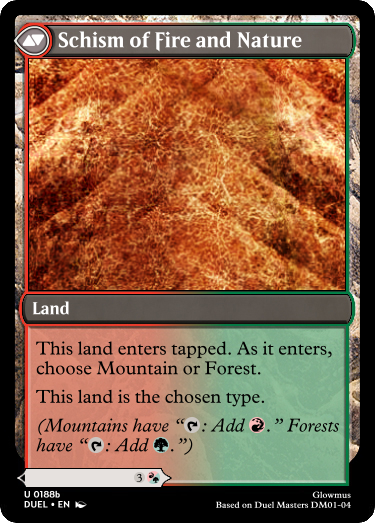 Schism of Fire and Nature
Land
This land enters tapped. As it enters,
choose Mountain or Forest.
This land is the chosen type.
(Mountains have “: Add .” Forests
have “: Add .”)
3
U 0188b
DUEL • EN
Glowmus
Based on Duel Masters DM01-04